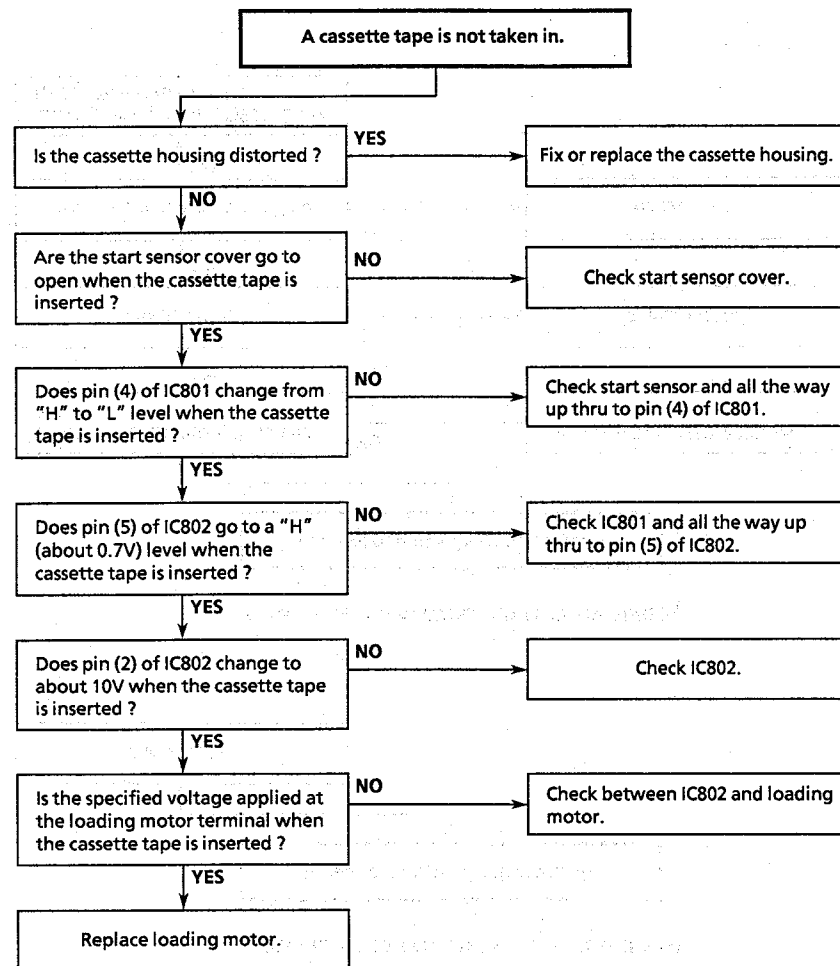 A cassette tape is not taken in.
Is the cassette housing distorted ?
YES
Fix or replace the cassette housing.
NO
Are the start sensor cover go to
open when the cassette tape is
inserted ?
NO
Check start sensor cover.
YES
Does pin (4) of IC801 change from
"H" to "L" level when the cassette
tape is inserted ?
NO
Check start sensor and all the way
up thru to pin (4) of IC801.
YES
Does pin (5) of IC802 go to a "H"
(about 0.7V) level when the
cassette tape is inserted ?
NO
Check IC801 and all the way up
thru to pin (5) of IC802.
YES
Does pin (2) of IC802 change to
about 10V when the cassette tape
is inserted ?
NO
Check IC802.
YES
Is the specified voltage applied at
the loading motor terminal when
the cassette tape is inserted ?
NO
Check between IC802 and loading
motor.
YES
Replace loading motor.